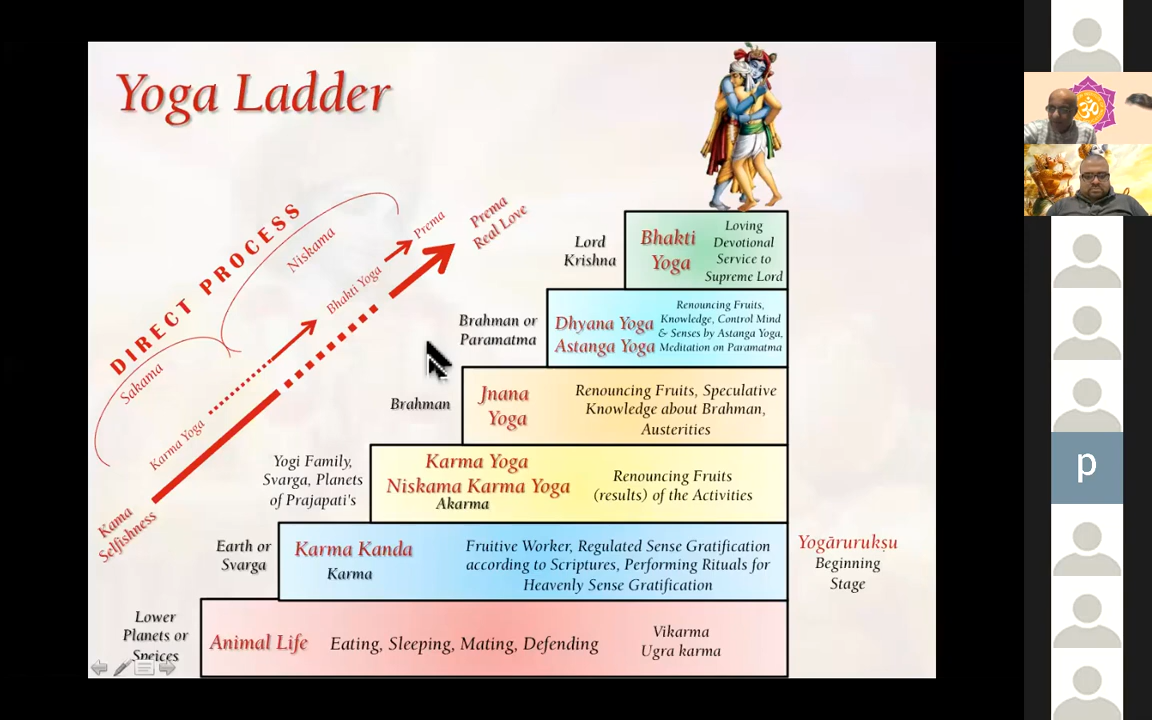 Yoga Ladder
DIRECT PROCESS
Sakama
Niskama
Karma Yoga
Bhakti Yoga
Prema
Kama
Selfishness
Prema
Real Love
Lord
Krishna
Bhakti
Yoga
Loving
Devotional
Service to
Supreme Lord
Brahman or
Paramatma
Dhyana Yoga
Astanga Yoga
Renouncing Fruits,
Knowledge, Control Mind
& Senses by Astanga Yoga,
Meditation on Paramatma
Brahman
Jnana
Yoga
Renouncing Fruits, Speculative
Knowledge about Brahman,
Austerities
Yogi Family,
Svarga, Planets
of Prajapati's
Karma Yoga
Niskama Karma Yoga
Akarma
Renouncing Fruits
(results) of the Activities
Earth or
Svarga
Karma Kanda
Karma
Fruitive Worker, Regulated Sense Gratification
according to Scriptures, Performing Rituals for
Heavenly Sense Gratification
Yogārurukṣu
Beginning
Stage
Lower
Planets or
Speices
Animal Life
Eating, Sleeping, Mating, Defending
Vikarma
Ugra karma
ॐ
p